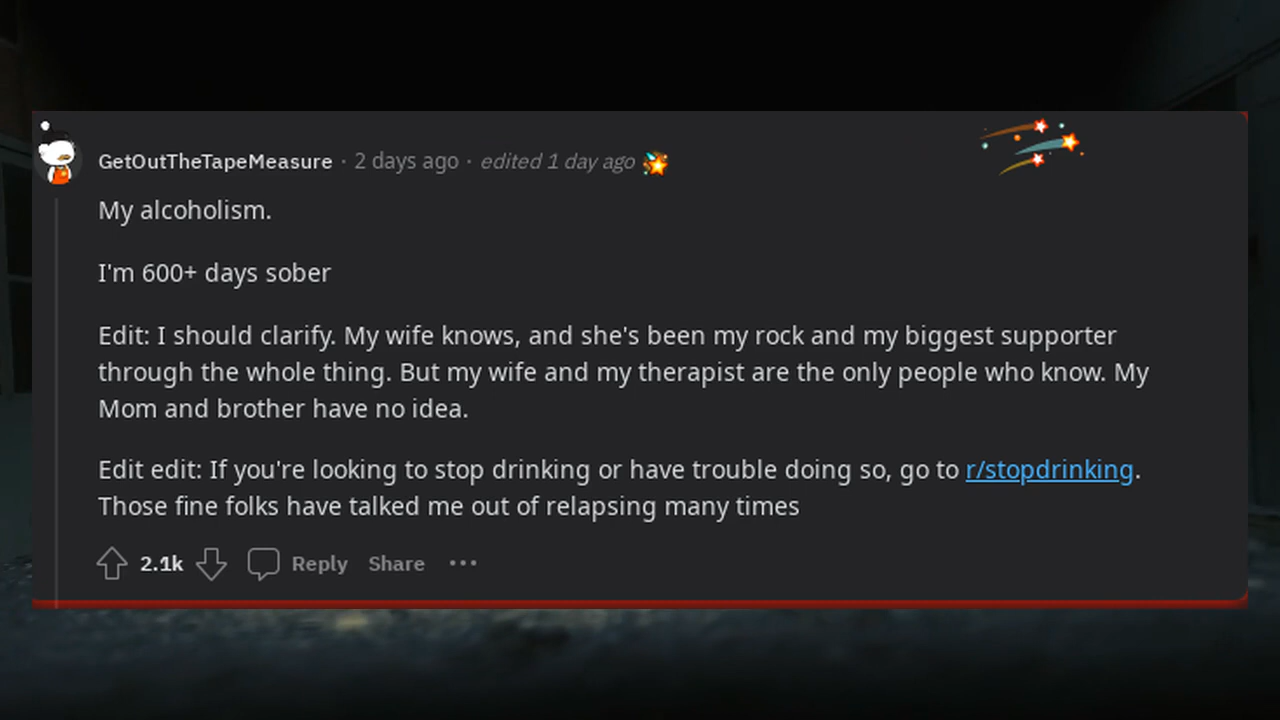 GetOutTheTapeMeasure · 2 days ago · edited 1 day ago
My alcoholism.
I'm 600+ days sober
Edit: I should clarify. My wife knows, and she's been my rock and my biggest supporter
through the whole thing. But my wife and my therapist are the only people who know. My
Mom and brother have no idea.
Edit edit: If you're looking to stop drinking or have trouble doing so, go to r/stopdrinking.
Those fine folks have talked me out of relapsing many times
2.1k Reply Share ···